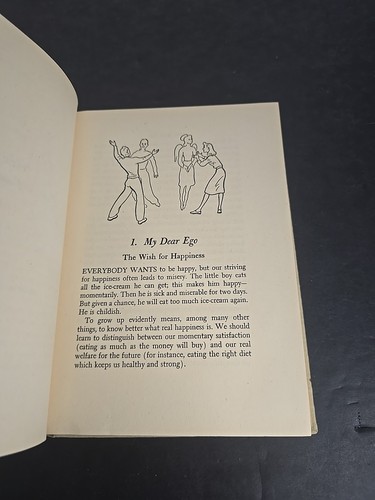 1. My Dear Ego
The Wish for Happiness
EVERYBODY WANTS to be happy, but our striving
for happiness often leads to misery. The little boy eats
all the ice-cream he can get; this makes him happy—
momentarily. Then he is sick and miserable for two days.
But given a chance, he will eat too much ice-cream again.
He is childish.
To grow up evidently means, among many other
things, to know better what real happiness is. We should
learn to distinguish between our momentary satisfaction
(eating as much as the money will buy) and our real
welfare for the future (for instance, eating the right diet
which keeps us healthy and strong).